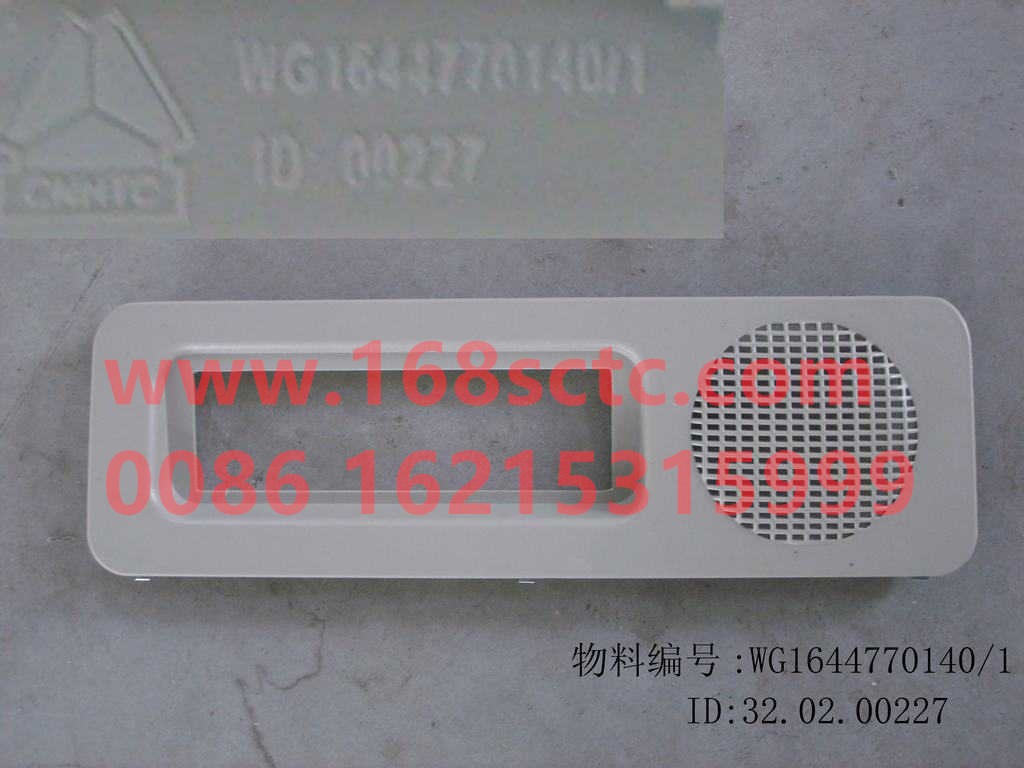 WG1644770140/1
ID: 00227
CNHTC
www.168sctc.com
0086 16215315999
物料编号:WG1644770140/1
ID:32.02.00227